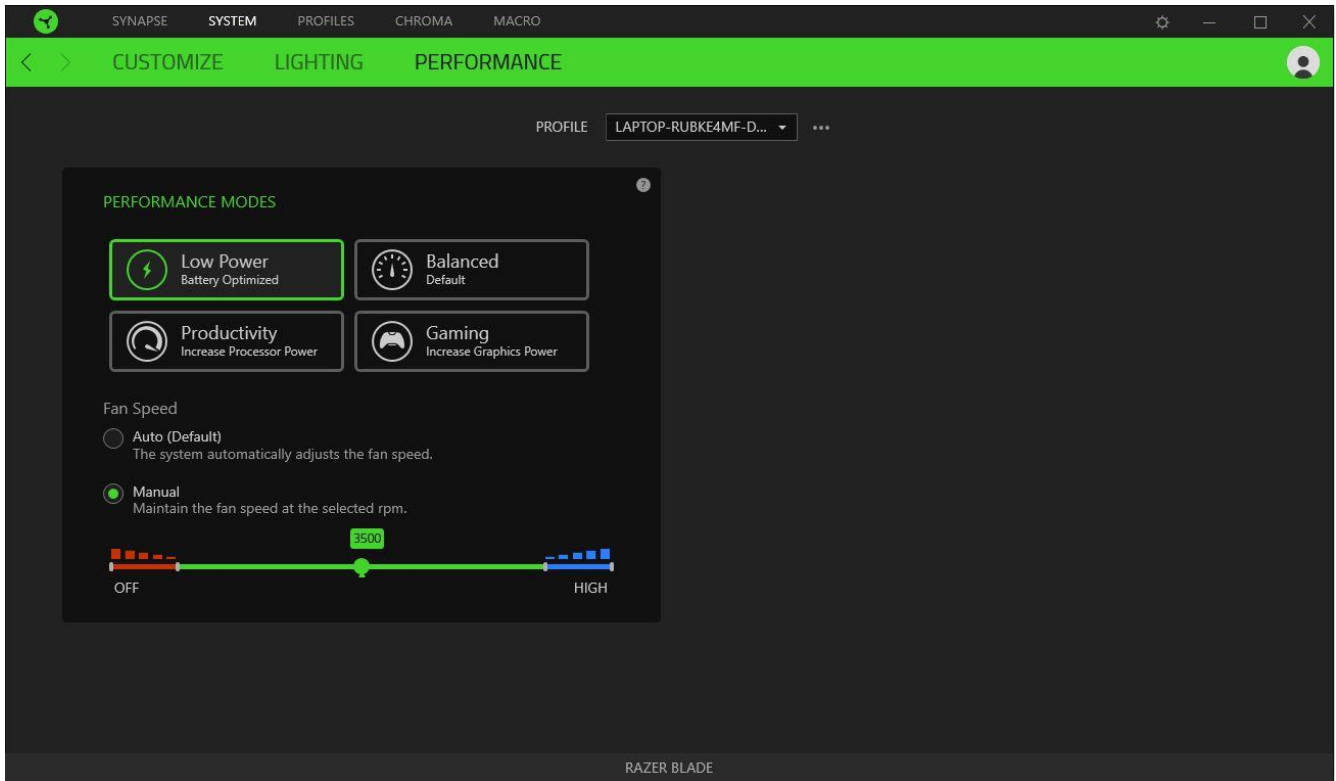 SYNAPSE SYSTEM PROFILES CHROMA MACRO
CUSTOMIZE LIGHTING PERFORMANCE
PROFILE LAPTOP-RUBKE4MF-D...
?
PERFORMANCE MODES
Low Power
Battery Optimized
Balanced
Default
Productivity
Increase Processor Power
Gaming
Increase Graphics Power
Fan Speed
Auto (Default)
The system automatically adjusts the fan speed.
Manual
Maintain the fan speed at the selected rpm.
3500
OFF HIGH
RAZER BLADE